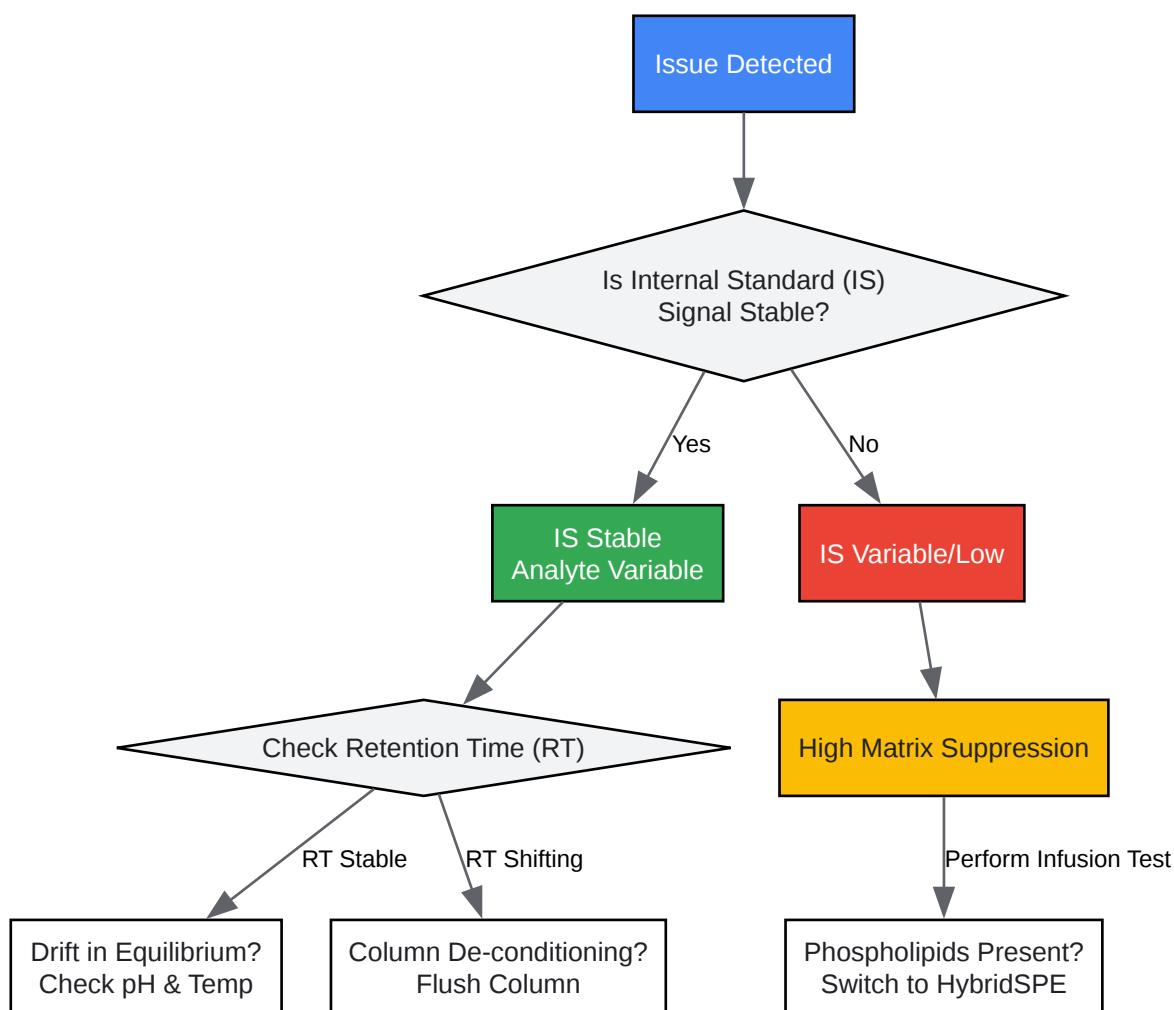 Issue Detected
Is Internal Standard (IS)
Signal Stable?
Yes
No
IS Stable
Analyte Variable
IS Variable/Low
Check Retention Time (RT)
High Matrix Suppression
RT Stable
RT Shifting
Perform Infusion Test
Drift in Equilibrium?
Check pH & Temp
Column De-conditioning?
Flush Column
Phospholipids Present?
Switch to HybridSPE